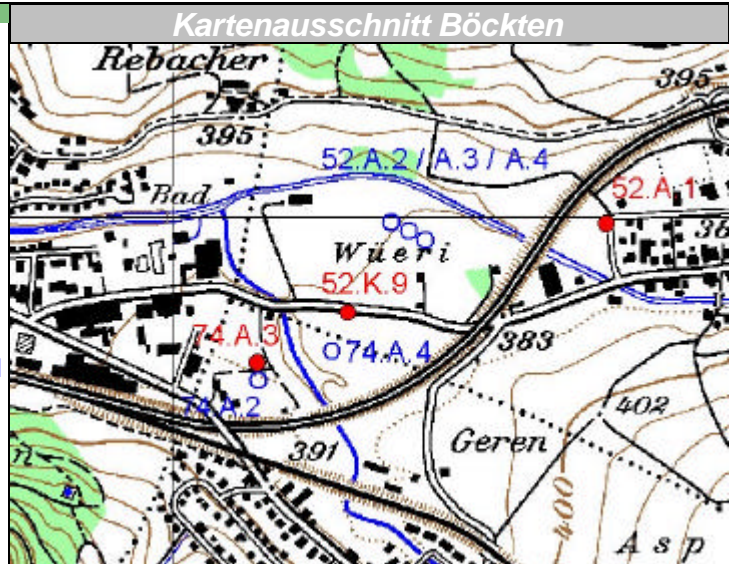 Kartenausschnitt Böckten
Rebacher
395
395
52.A.2 / A.3 / A.4
52.A.1
Bad
Wüeri
52.K.9
74.A.3
74.A.4
383
74.A.2
402
391
Geren
400
Asp